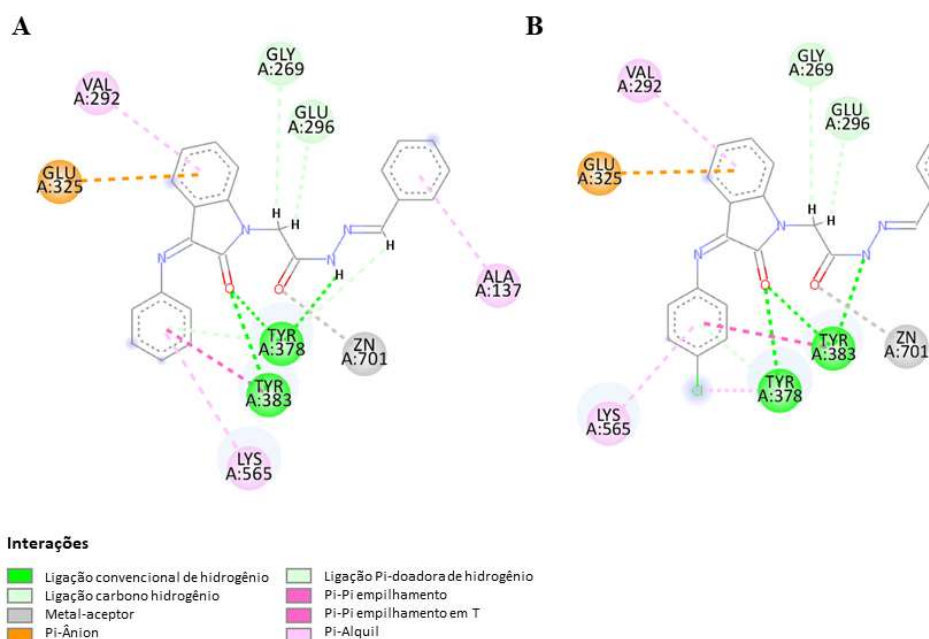 A
B
GLY
A:269
VAL
A:292
GLU
A:296
GLU
A:325
H
H
N
N
N
N
H
H
O
O
ALA
A:137
TYR
A:378
ZN
A:701
TYR
A:383
LYS
A:565
GLY
A:269
VAL
A:292
GLU
A:296
GLU
A:325
H
H
N
N
N
N
O
O
TYR
A:383
ZN
A:701
TYR
A:378
Cl
LYS
A:565
Interações
Ligação convencional de hidrogênio
Ligação carbono hidrogênio
Metal-aceptor
Pi-Ânion
Ligação Pi-doadora de hidrogênio
Pi-Pi empilhamento
Pi-Pi empilhamento em T
Pi-Alquil